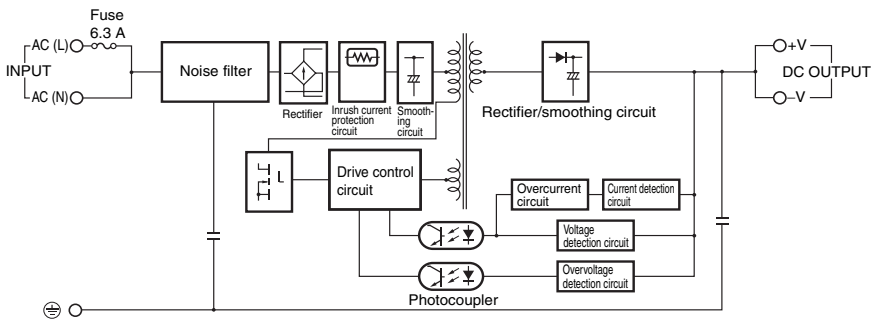 Fuse
6.3 A
AC (L)
INPUT
AC (N)
Noise filter
Rectifier
Inrush current
protection
circuit
Smooth-
ing
circuit
Rectifier/smoothing circuit
+V
DC OUTPUT
–V
Drive control
circuit
Overcurrent
circuit
Current detection
circuit
Voltage
detection circuit
Overvoltage
detection circuit
Photocoupler